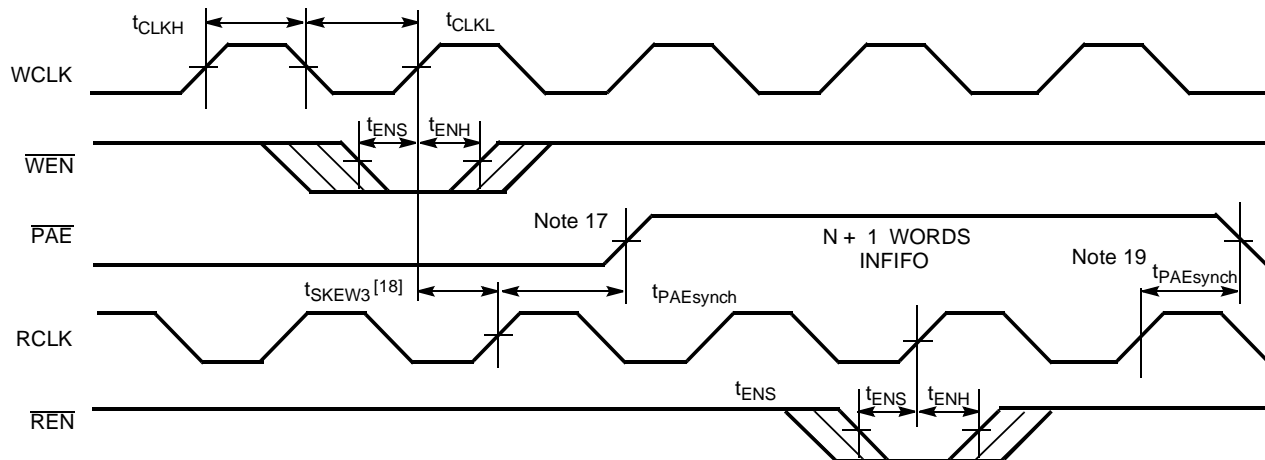 tCLKH
tCLKL
WCLK
tENS tENH
WEN
Note 17
PAE
N + 1 WORDS
INFIFO
Note 19
tPAEsynch
tSKEW3 [18]
tPAEsynch
RCLK
tENS
tENS tENH
REN